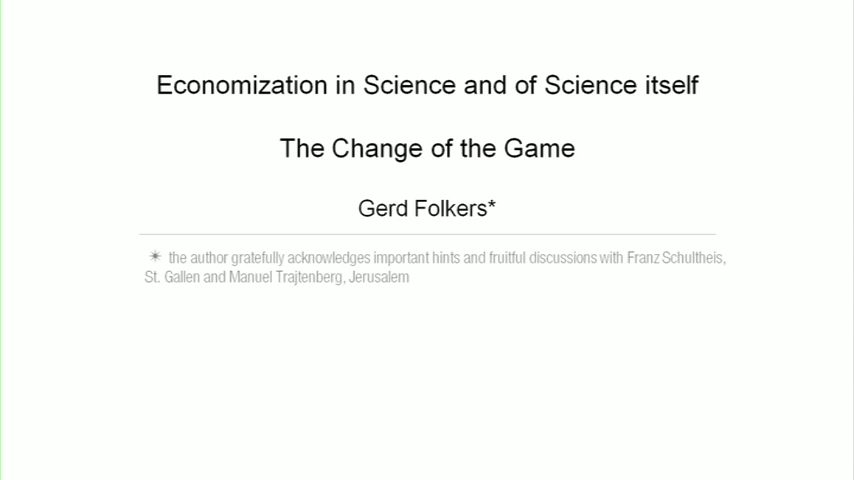 Economization in Science and of Science itself
The Change of the Game
Gerd Folkers*
✴ the author gratefully acknowledges important hints and fruitful discussions with Franz Schultheis,
St. Gallen and Manuel Trajtenberg, Jerusalem